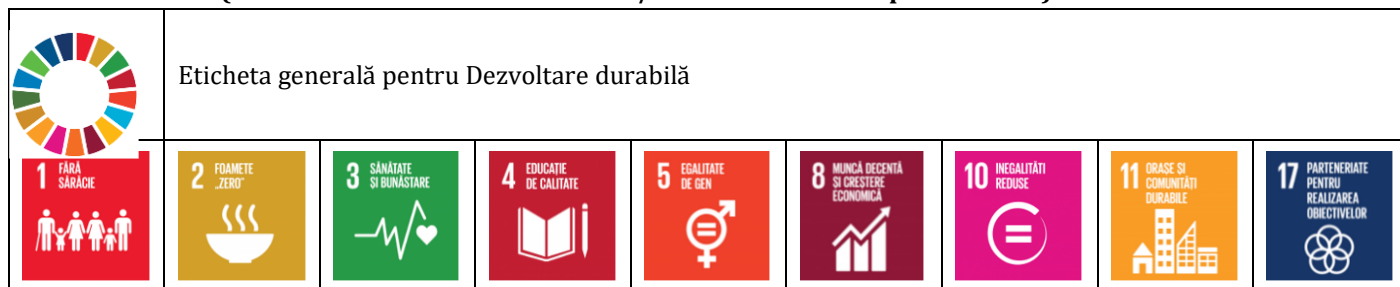 Eticheta generală pentru Dezvoltare durabilă
1 FĂRĂ
SĂRĂCIE
2 FOAMETE
„ZERO”
3 SĂNĂTATE
ȘI BUNĂSTARE
4 EDUCAȚIE
DE CALITATE
5 EGALITATE
DE GEN
8 MUNCĂ DECENTĂ
ȘI CREȘTERE
ECONOMICĂ
10 INEGALITĂȚI
REDUSE
11 ORAȘE ȘI
COMUNITĂȚI
DURABILE
17 PARTENERIATE
PENTRU
REALIZAREA
OBIECTIVELOR